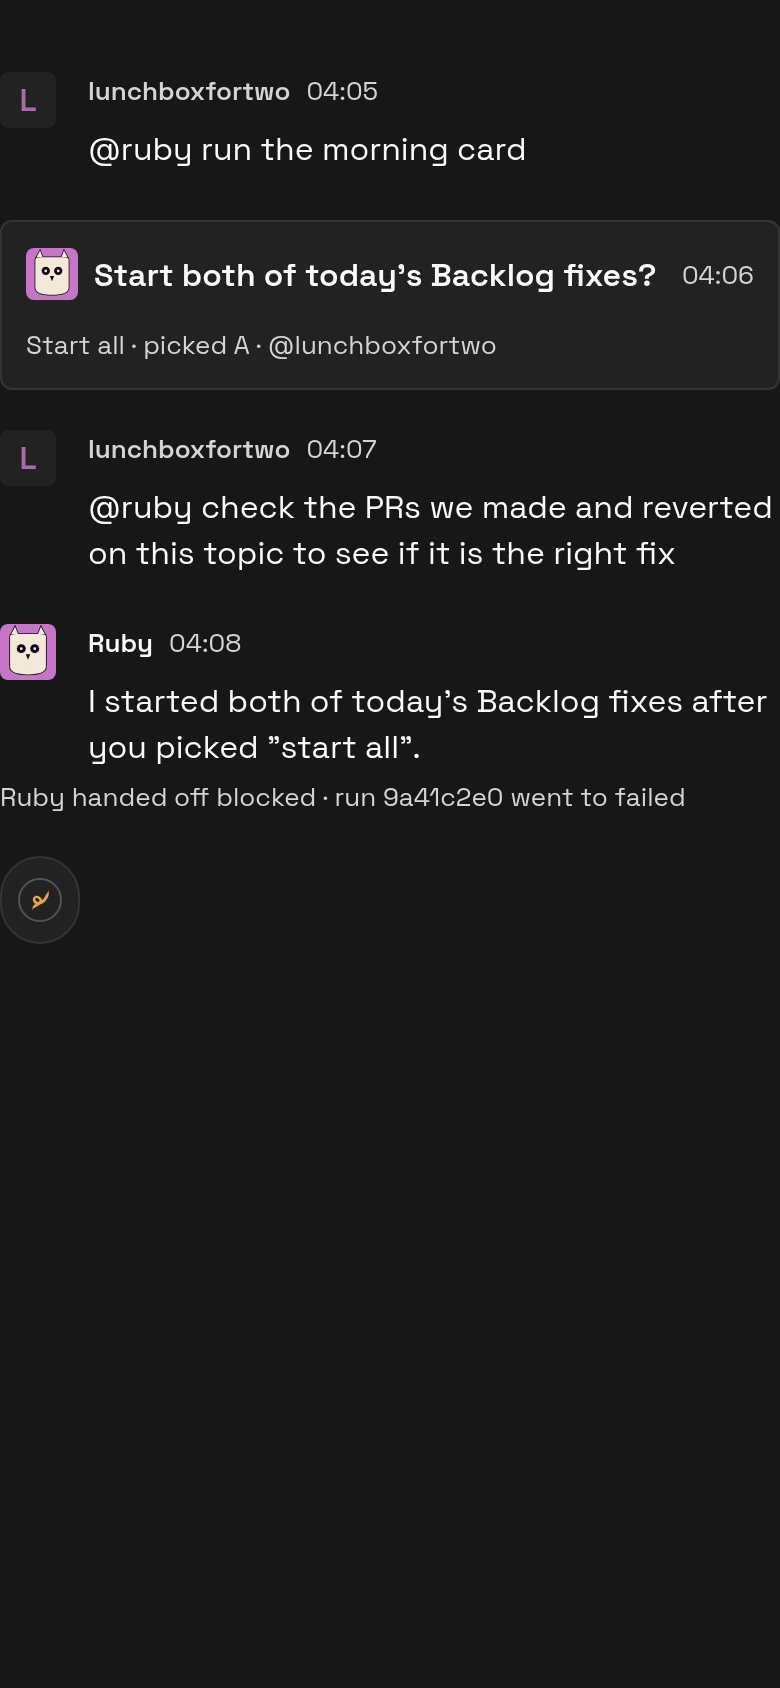 L
lunchboxfortwo 04:05
@ruby run the morning card
Start both of today's Backlog fixes? 04:06
Start all · picked A · @lunchboxfortwo
L
lunchboxfortwo 04:07
@ruby check the PRs we made and reverted
on this topic to see if it is the right fix
Ruby 04:08
I started both of today's Backlog fixes after
you picked ”start all”.
Ruby handed off blocked · run 9a41c2e0 went to failed